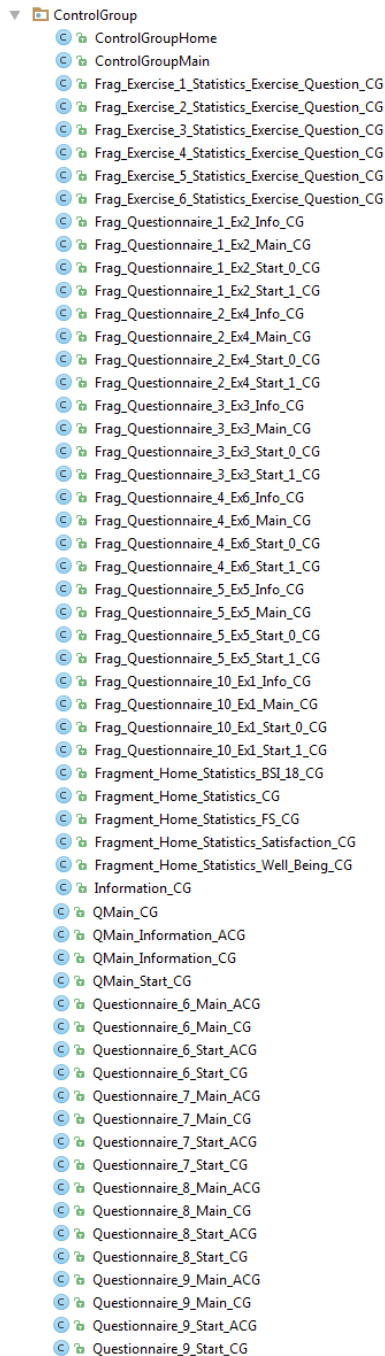 ControlGroup
ControlGroupHome
ControlGroupMain
Frag_Exercise_1_Statistics_Exercise_Question_CG
Frag_Exercise_2_Statistics_Exercise_Question_CG
Frag_Exercise_3_Statistics_Exercise_Question_CG
Frag_Exercise_4_Statistics_Exercise_Question_CG
Frag_Exercise_5_Statistics_Exercise_Question_CG
Frag_Exercise_6_Statistics_Exercise_Question_CG
Frag_Questionnaire_1_Ex2_Info_CG
Frag_Questionnaire_1_Ex2_Main_CG
Frag_Questionnaire_1_Ex2_Start_0_CG
Frag_Questionnaire_1_Ex2_Start_1_CG
Frag_Questionnaire_2_Ex4_Info_CG
Frag_Questionnaire_2_Ex4_Main_CG
Frag_Questionnaire_2_Ex4_Start_0_CG
Frag_Questionnaire_2_Ex4_Start_1_CG
Frag_Questionnaire_3_Ex3_Info_CG
Frag_Questionnaire_3_Ex3_Main_CG
Frag_Questionnaire_3_Ex3_Start_0_CG
Frag_Questionnaire_3_Ex3_Start_1_CG
Frag_Questionnaire_4_Ex6_Info_CG
Frag_Questionnaire_4_Ex6_Main_CG
Frag_Questionnaire_4_Ex6_Start_0_CG
Frag_Questionnaire_4_Ex6_Start_1_CG
Frag_Questionnaire_5_Ex5_Info_CG
Frag_Questionnaire_5_Ex5_Main_CG
Frag_Questionnaire_5_Ex5_Start_0_CG
Frag_Questionnaire_5_Ex5_Start_1_CG
Frag_Questionnaire_10_Ex1_Info_CG
Frag_Questionnaire_10_Ex1_Main_CG
Frag_Questionnaire_10_Ex1_Start_0_CG
Frag_Questionnaire_10_Ex1_Start_1_CG
Fragment_Home_Statistics_BSI_18_CG
Fragment_Home_Statistics_CG
Fragment_Home_Statistics_FS_CG
Fragment_Home_Statistics_Satisfaction_CG
Fragment_Home_Statistics_Well_Being_CG
Information_CG
QMain_CG
QMain_Information_ACG
QMain_Information_CG
QMain_Start_CG
Questionnaire_6_Main_ACG
Questionnaire_6_Main_CG
Questionnaire_6_Start_ACG
Questionnaire_6_Start_CG
Questionnaire_7_Main_ACG
Questionnaire_7_Main_CG
Questionnaire_7_Start_ACG
Questionnaire_7_Start_CG
Questionnaire_8_Main_ACG
Questionnaire_8_Main_CG
Questionnaire_8_Start_ACG
Questionnaire_8_Start_CG
Questionnaire_9_Main_ACG
Questionnaire_9_Main_CG
Questionnaire_9_Start_ACG
Questionnaire_9_Start_CG